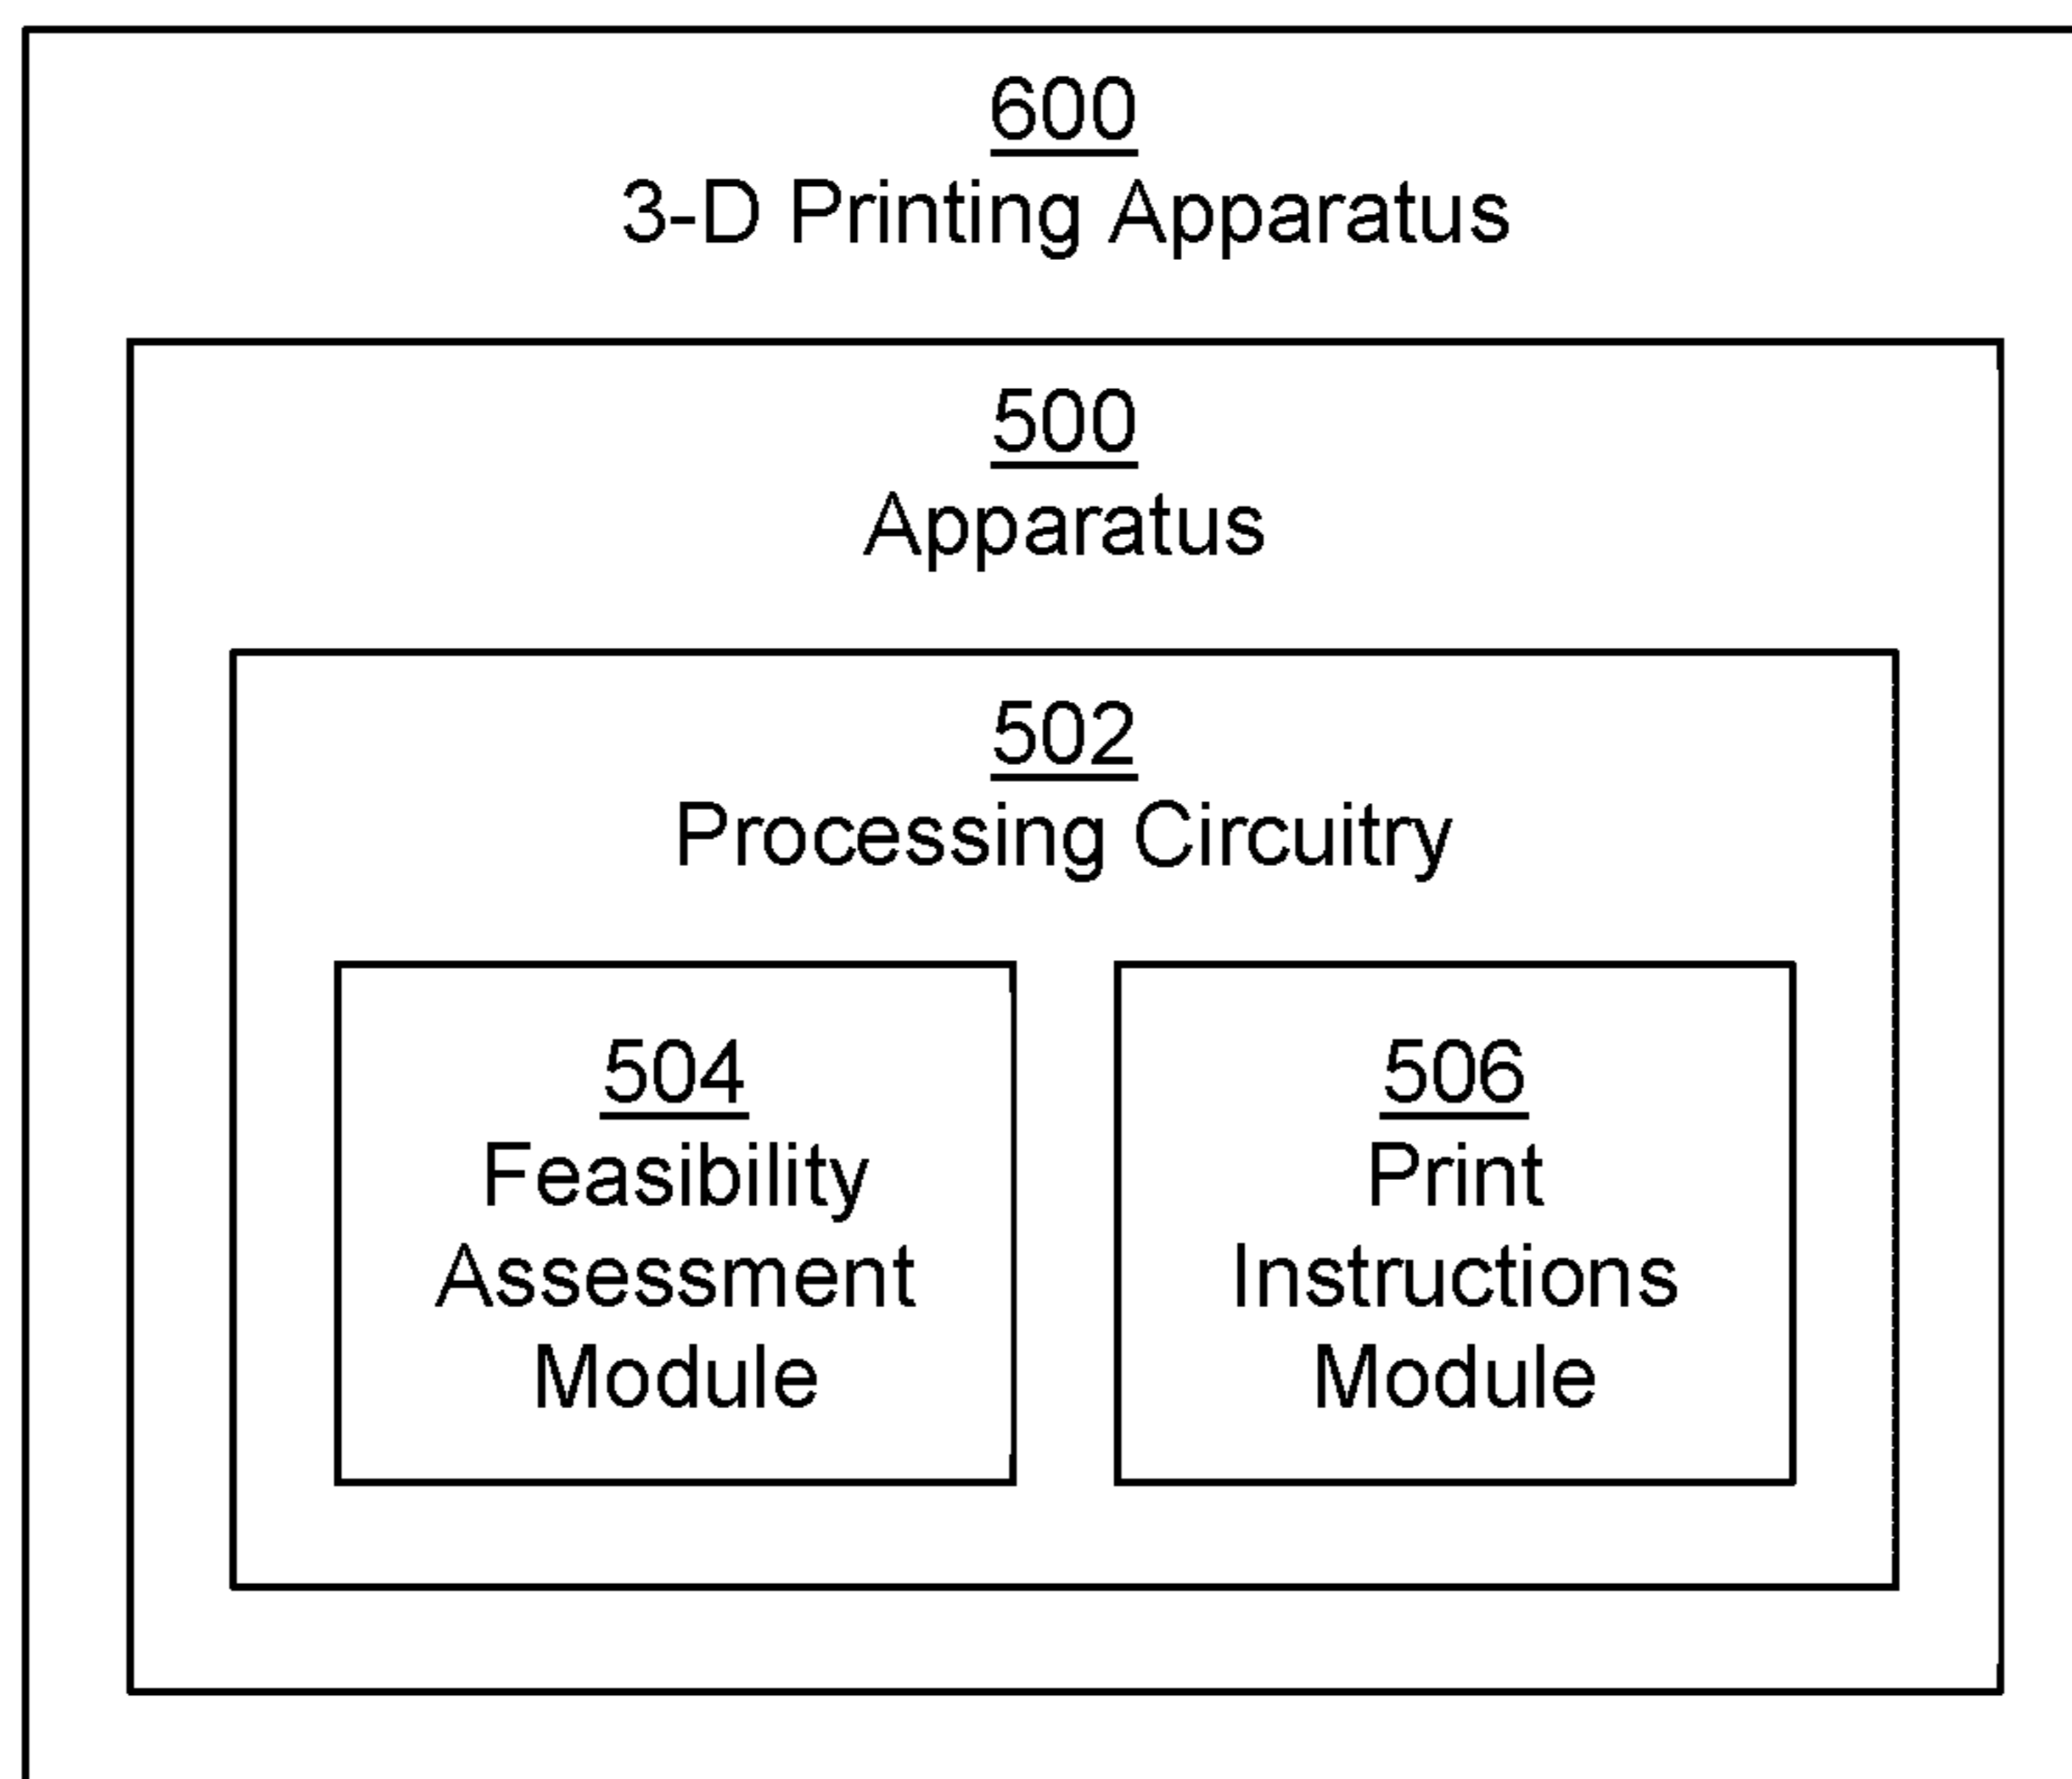 600
3-D Printing Apparatus
500
Apparatus
502
Processing Circuitry
504
Feasibility
Assessment
Module
506
Print
Instructions
Module